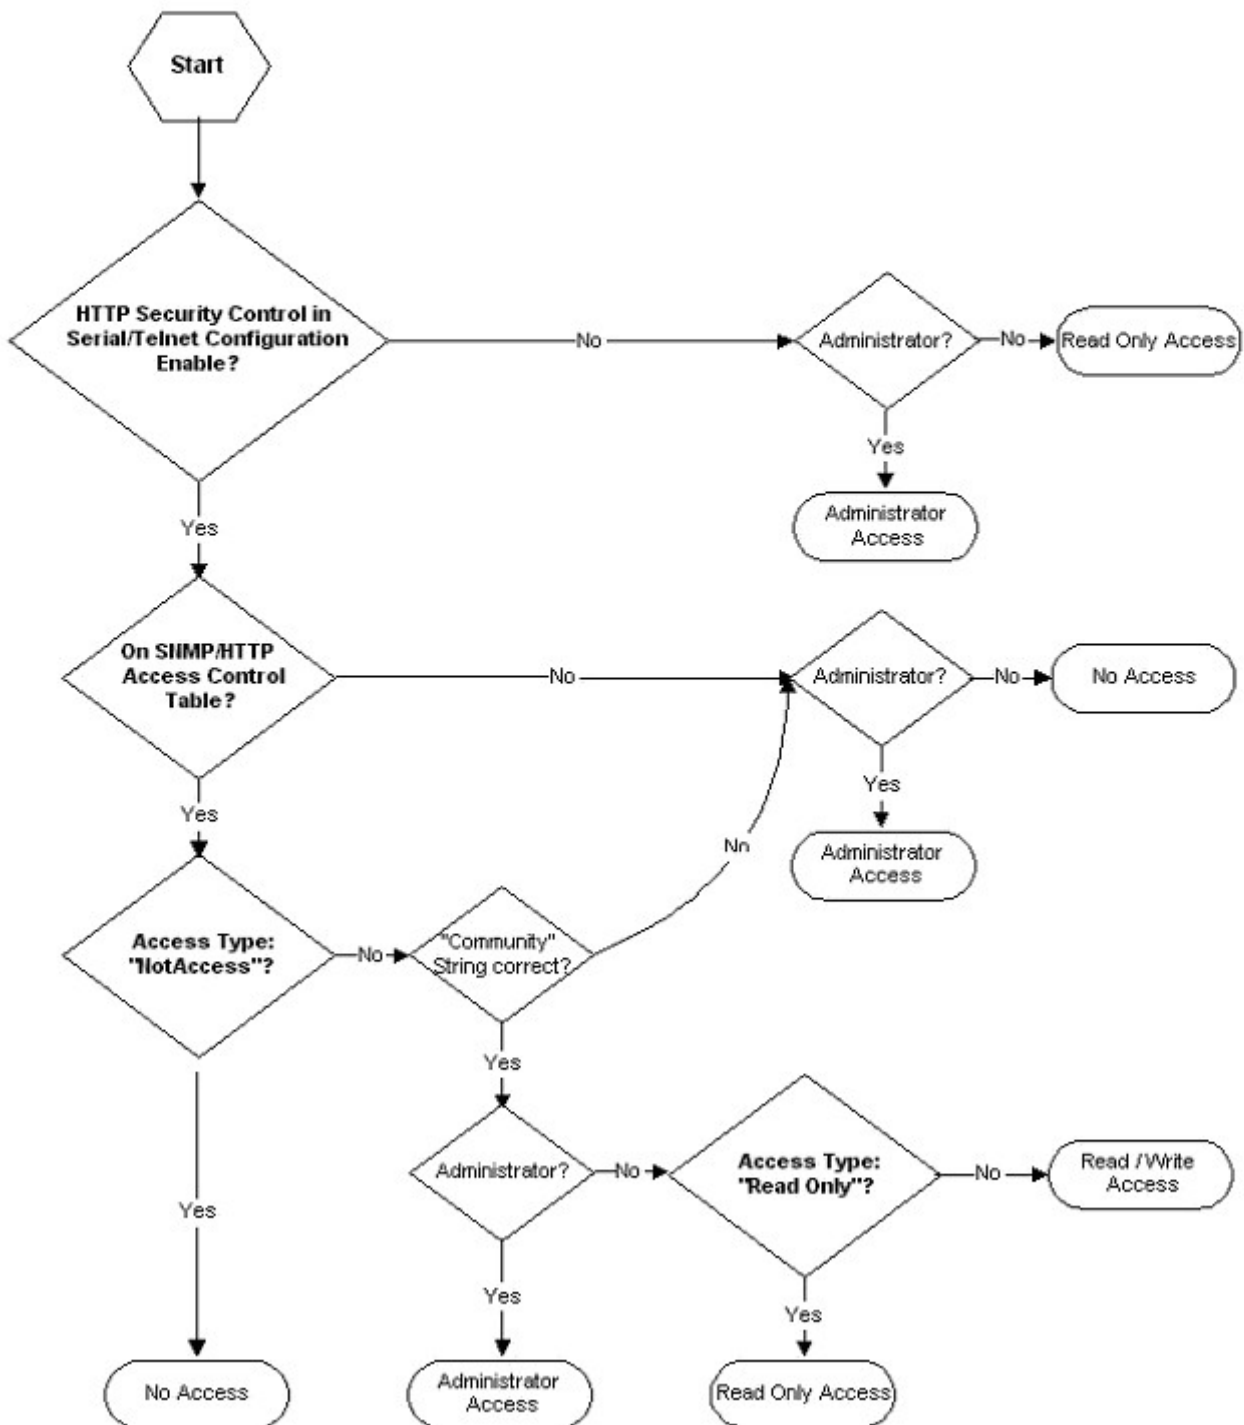 Start
HTTP Security Control in
Serial/Telnet Configuration
Enable?
No
Administrator?
No
Read Only Access
Yes
Administrator
Access
Yes
On SNMP/HTTP
Access Control
Table?
No
Administrator?
No
No Access
Yes
Administrator
Access
Yes
No
Access Type:
"NotAccess"?
No
"Community"
String correct?
Yes
Administrator?
No
Access Type:
"Read Only"?
No
Read / Write
Access
Yes
Yes
Yes
No Access
Administrator
Access
Read Only Access